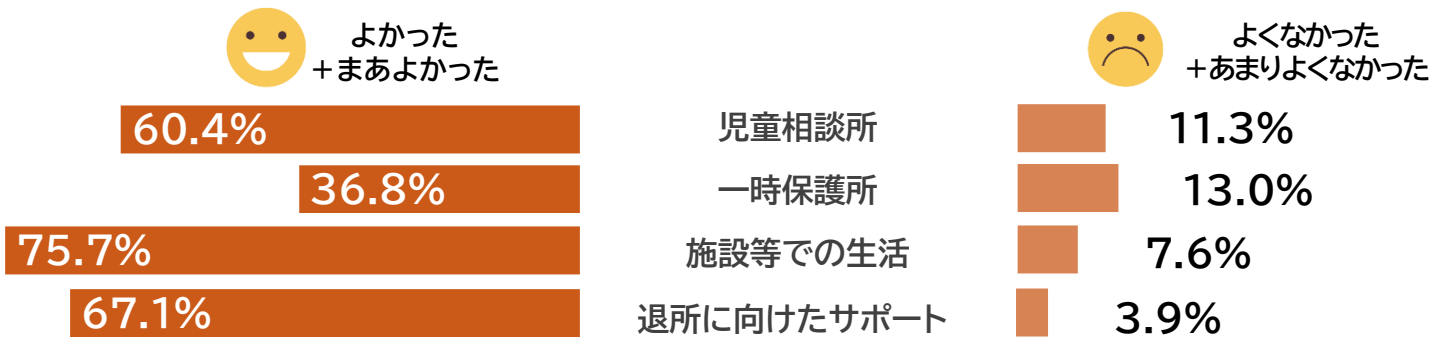 よかった
＋まあよかった
よくなかった
＋あまりよくなかった
60.4% 児童相談所 11.3%
36.8% 一時保護所 13.0%
75.7% 施設等での生活 7.6%
67.1% 退所に向けたサポート 3.9%